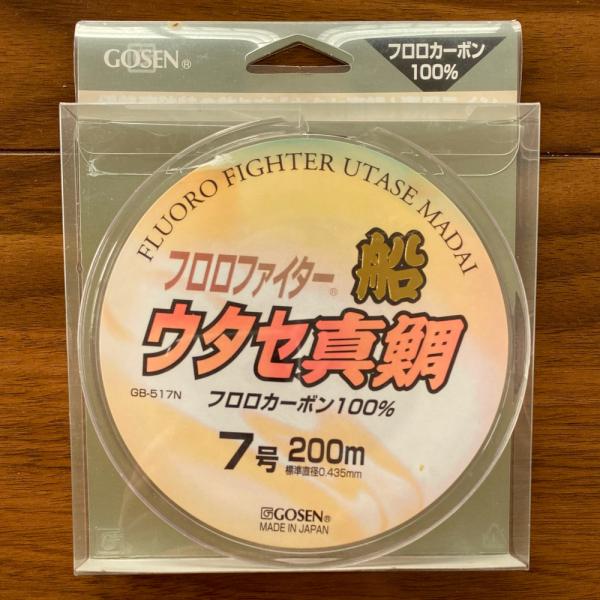 GOSEN®
フロロカーボン
100%
FLUORO FIGHTER UTASE MADAI
フロロファイター® 船
ウタセ真鯛
GB-517N
フロロカーボン100%
7号 200m
標準直径0.435mm
GOSEN®
MADE IN JAPAN